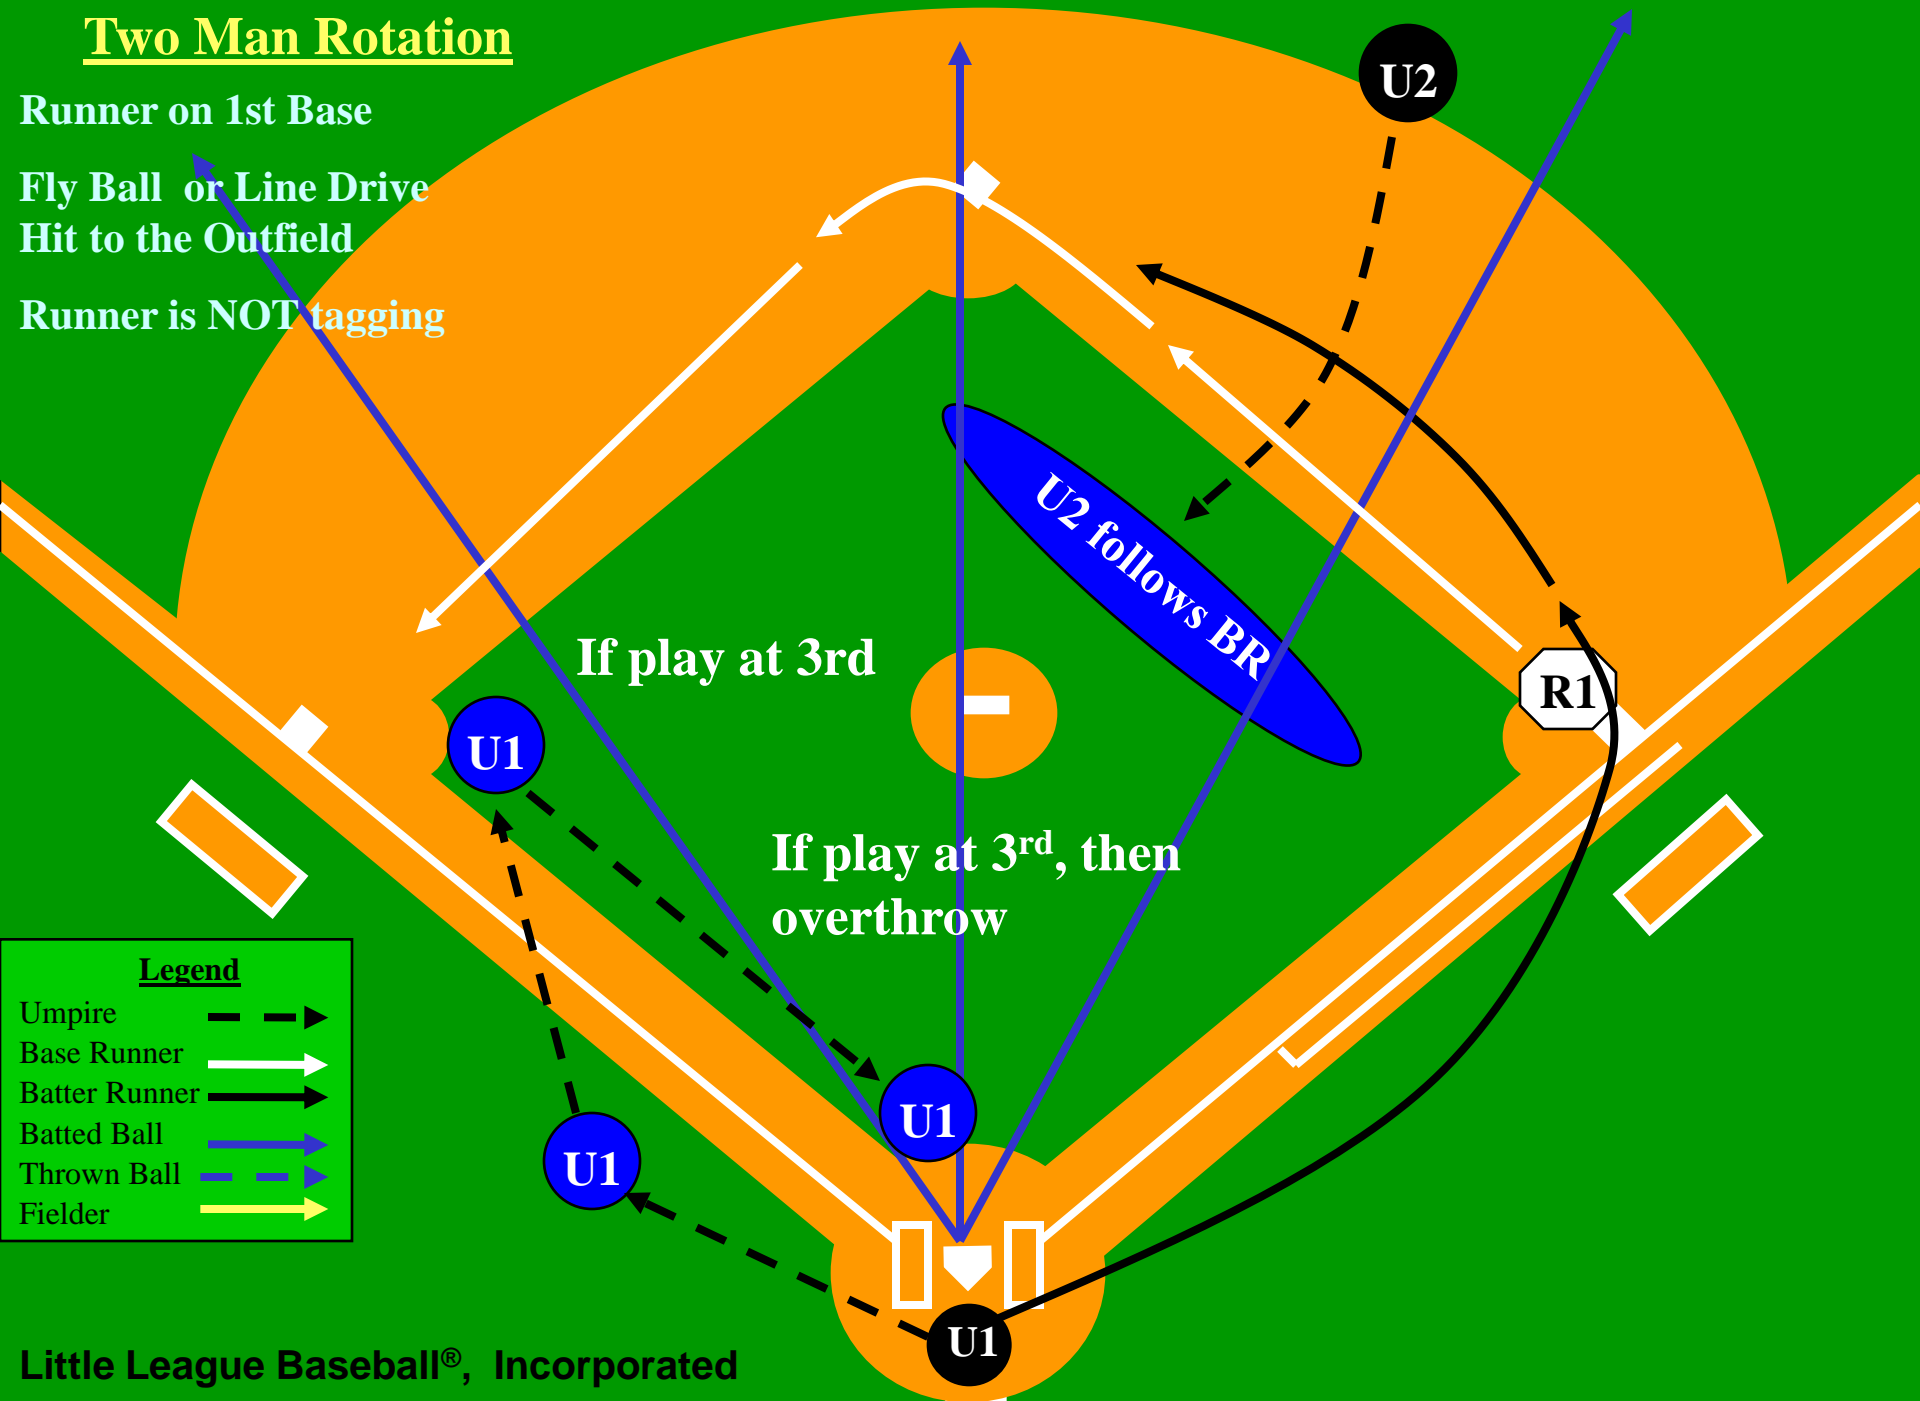 Two Man Rotation
Runner on 1st Base
Fly Ball or Line Drive
Hit to the Outfield
Runner is NOT tagging
U2
U2 follows BR
If play at 3rd
R1
U1
If play at 3rd, then
overthrow
Legend
Umpire
Base Runner
Batter Runner
Batted Ball
Thrown Ball
Fielder
U1
U1
U1
Little League Baseball®, Incorporated